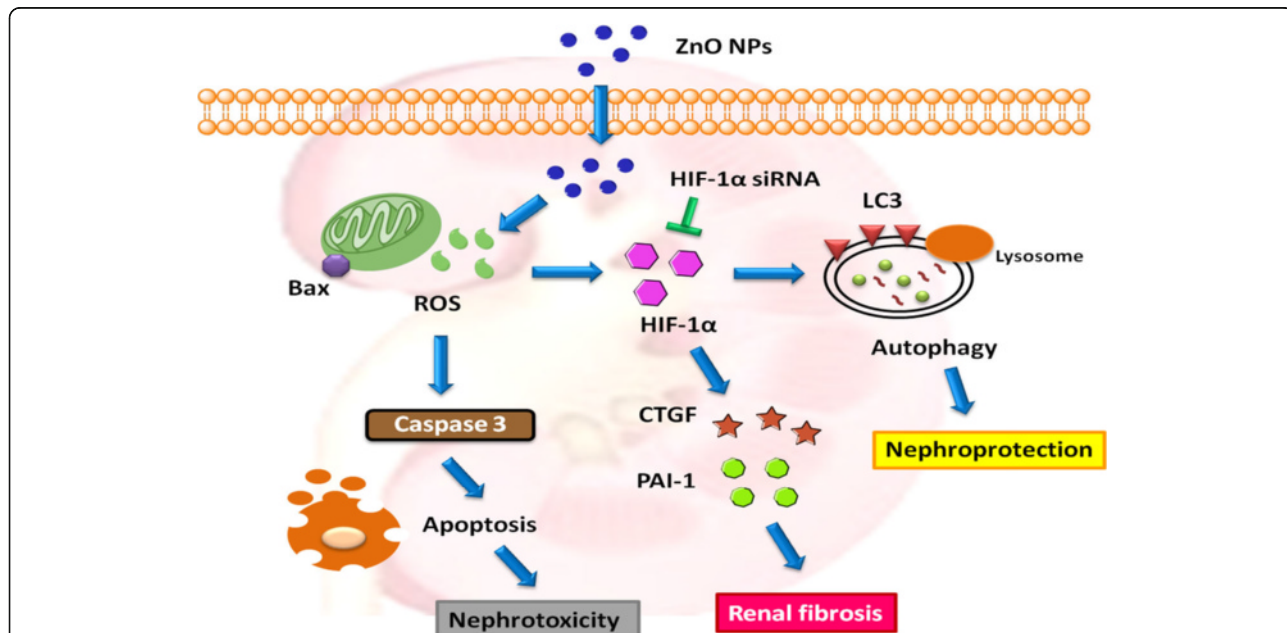 ZnO NPs
HIF-1α siRNA
LC3
Lysosome
Bax
ROS
HIF-1α
Autophagy
Caspase 3
CTGF
Nephroprotection
PAI-1
Apoptosis
Nephrotoxicity
Renal fibrosis